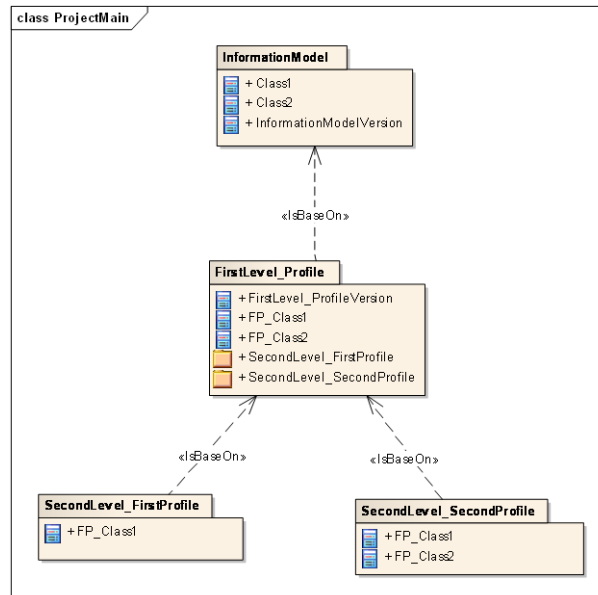 class ProjectMain
InformationModel
+ Class1
+ Class2
+ InformationModelVersion
«IsBaseOn»
FirstLevel_Profile
+ FirstLevel_ProfileVersion
+ FP_Class1
+ FP_Class2
+ SecondLevel_FirstProfile
+ SecondLevel_SecondProfile
«IsBaseOn»
«IsBaseOn»
SecondLevel_FirstProfile
+ FP_Class1
SecondLevel_SecondProfile
+ FP_Class1
+ FP_Class2